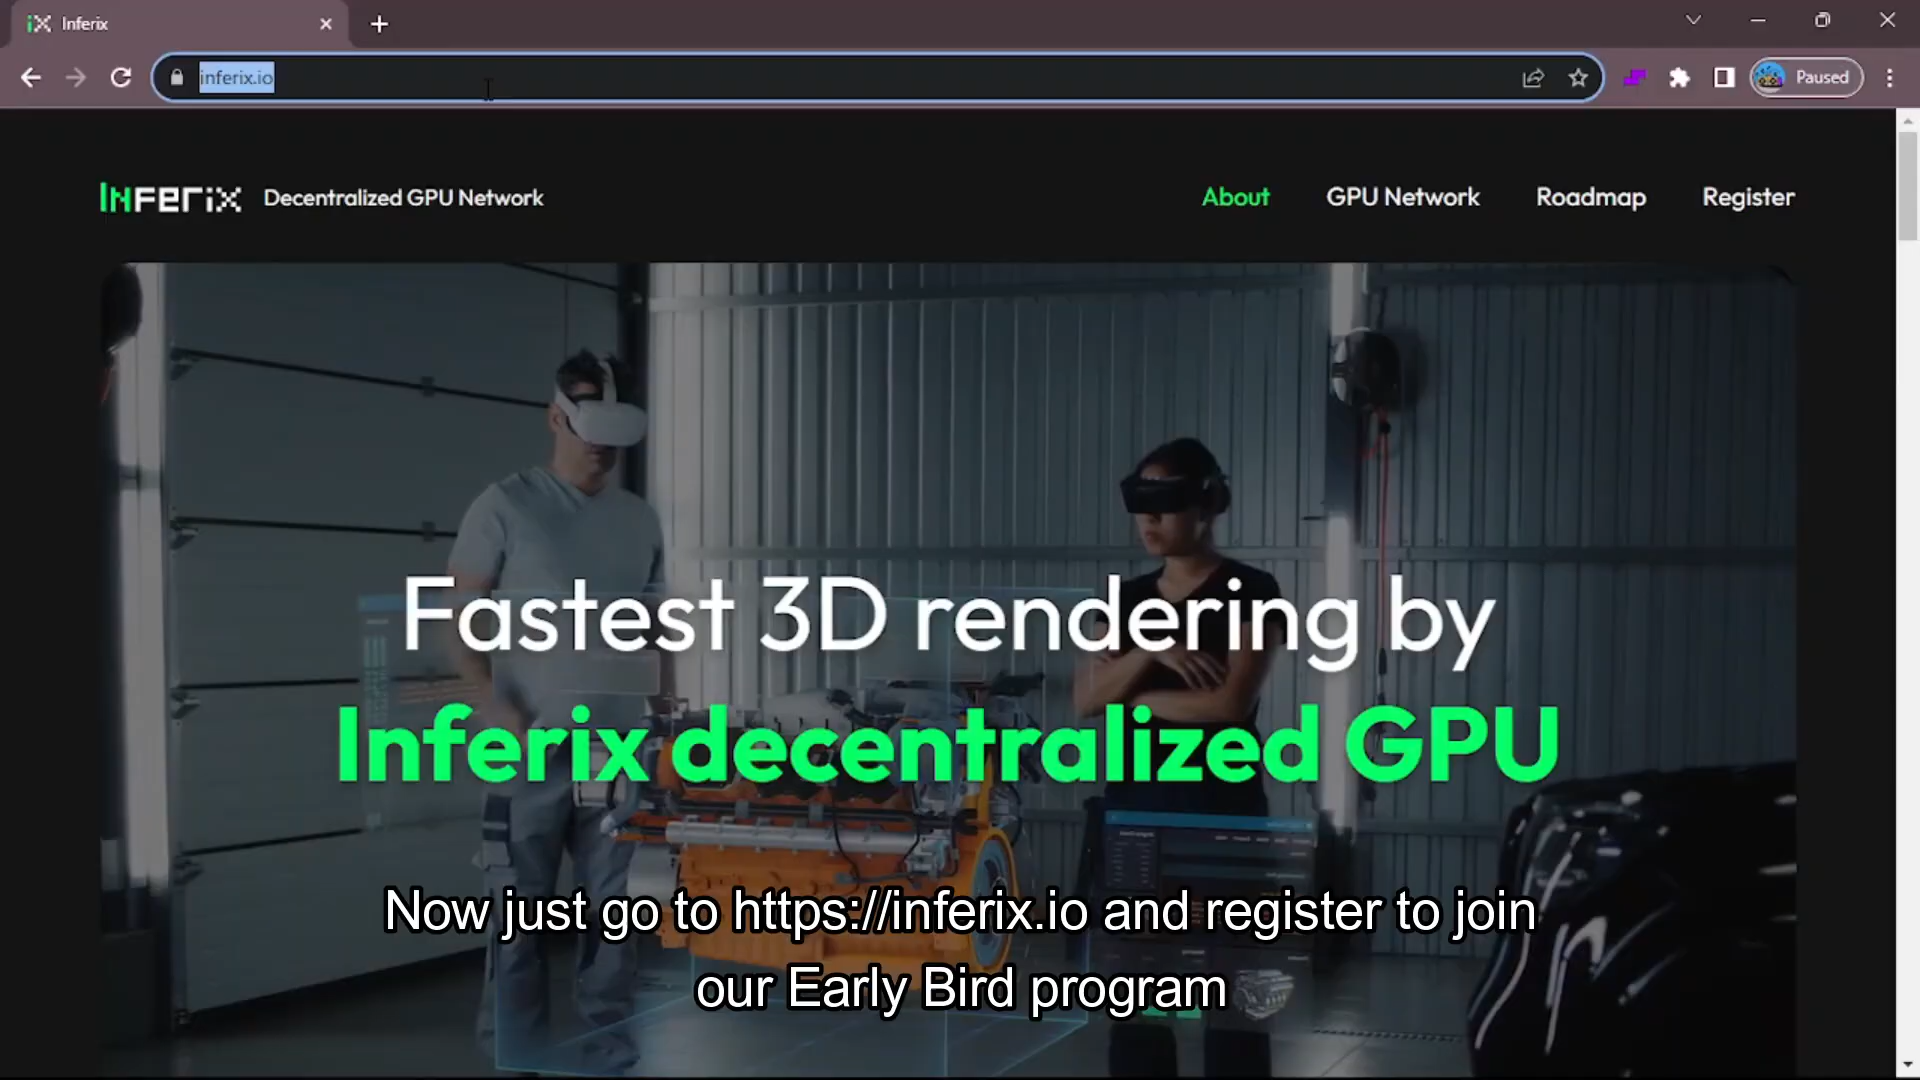 Inferix
inferix.io
Paused
INFERIX Decentralized GPU Network
About GPU Network Roadmap Register
Fastest 3D rendering by
Inferix decentralized GPU
Now just go to https://inferix.io and register to join
our Early Bird program